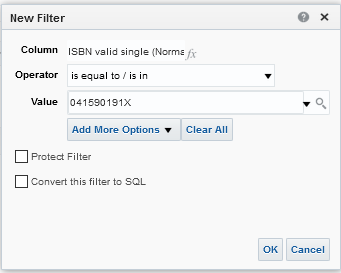 New Filter
Column ISBN valid single (Norma fx
Operator is equal to / is in
Value 041590191X
Add More Options Clear All
Protect Filter
Convert this filter to SQL
OK Cancel